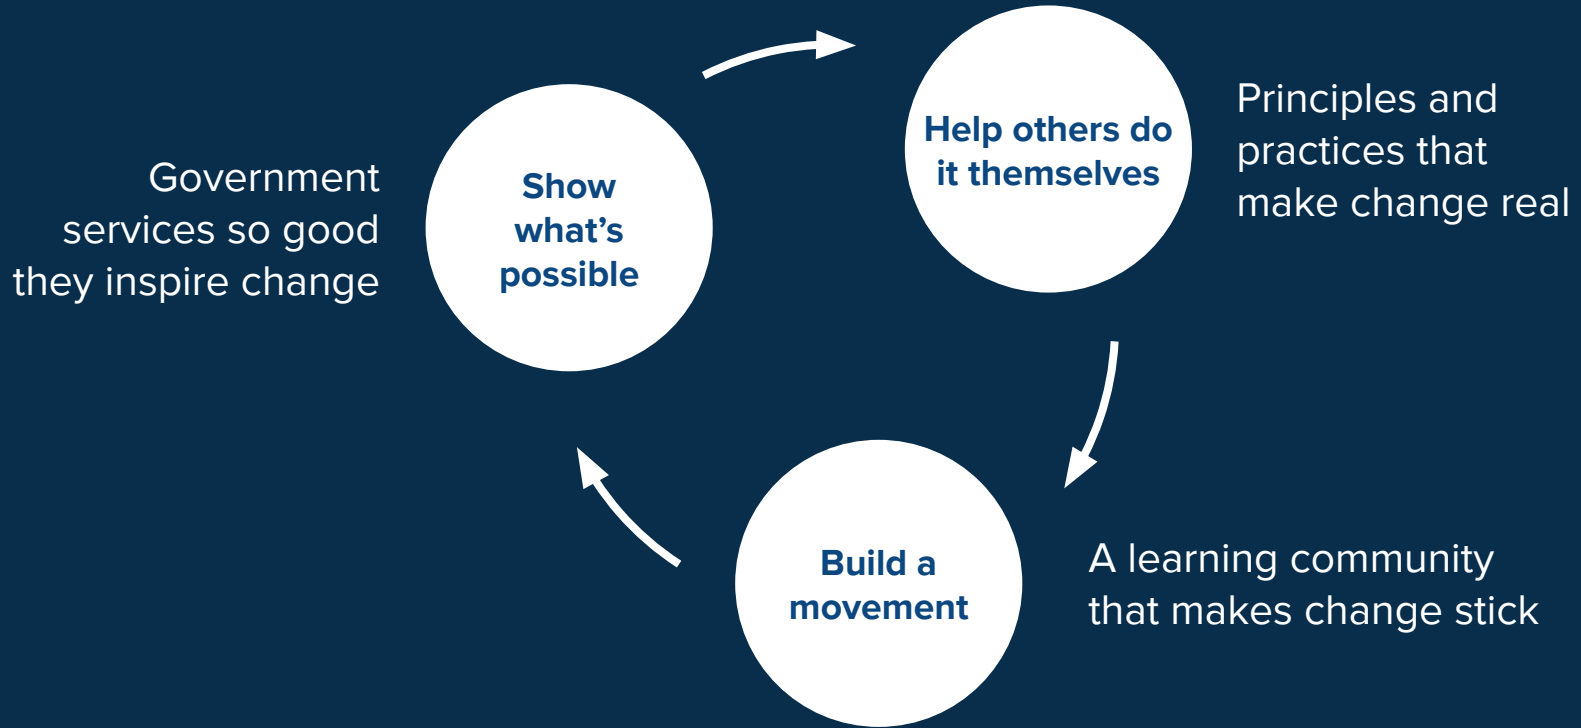 Government
services so good
they inspire change
Show
what’s
possible
Help others do
it themselves
Principles and
practices that
make change real
Build a
movement
A learning community
that makes change stick